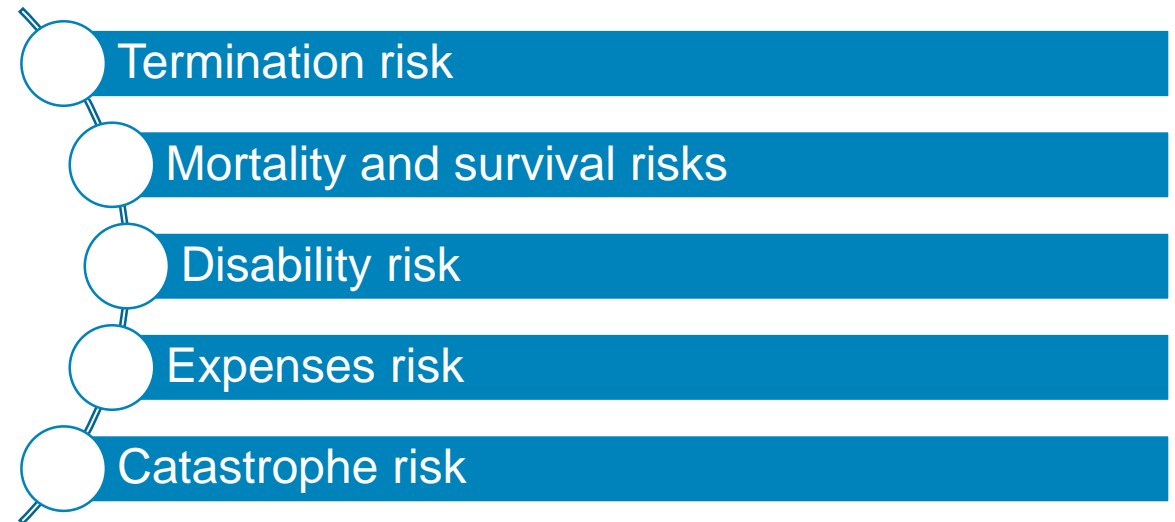 Termination risk
Mortality and survival risks
Disability risk
Expenses risk
Catastrophe risk